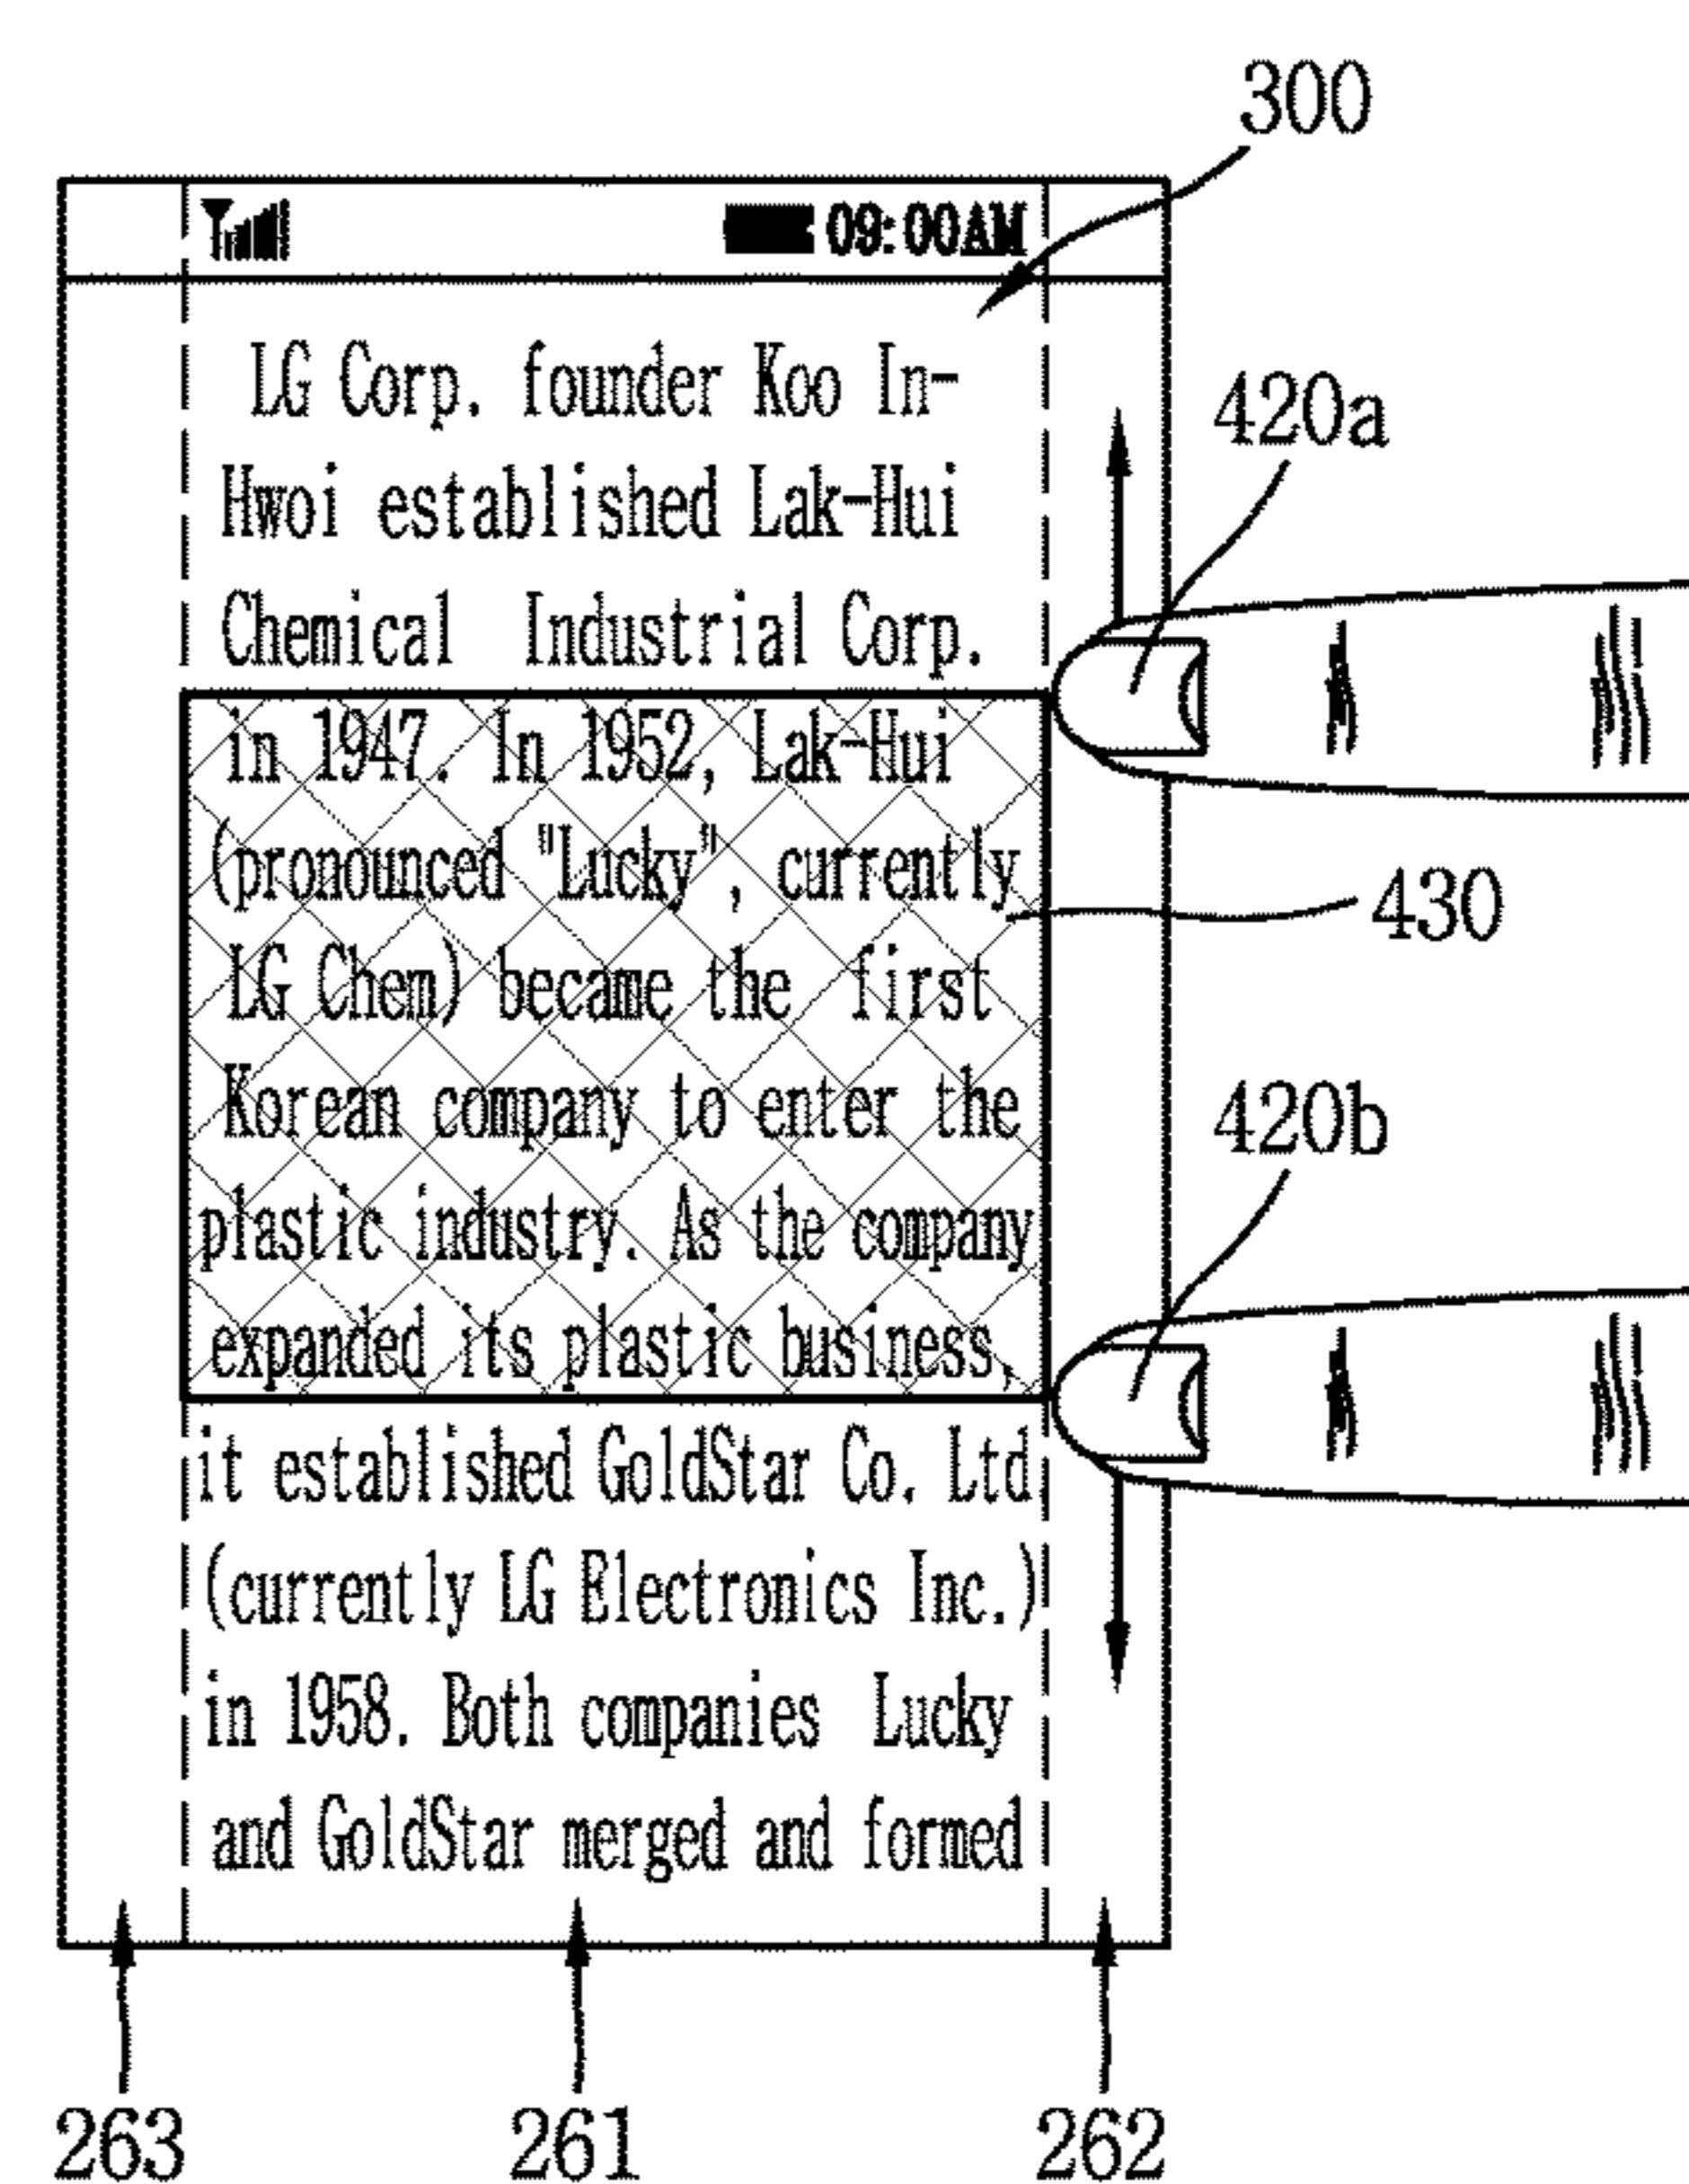 300
09:00AM
LG Corp. founder Koo In-
420a
Hwoi established Lak-Hui
Chemical Industrial Corp.
in 1947. In 1952, Lak-Hui
(pronounced "Lucky", currently
430
LG Chem) became the first
Korean company to enter the
420b
plastic industry. As the company
expanded its plastic business,
it established GoldStar Co. Ltd.
(currently LG Electronics Inc.)
in 1958. Both companies Lucky
and GoldStar merged and formed
263 261 262